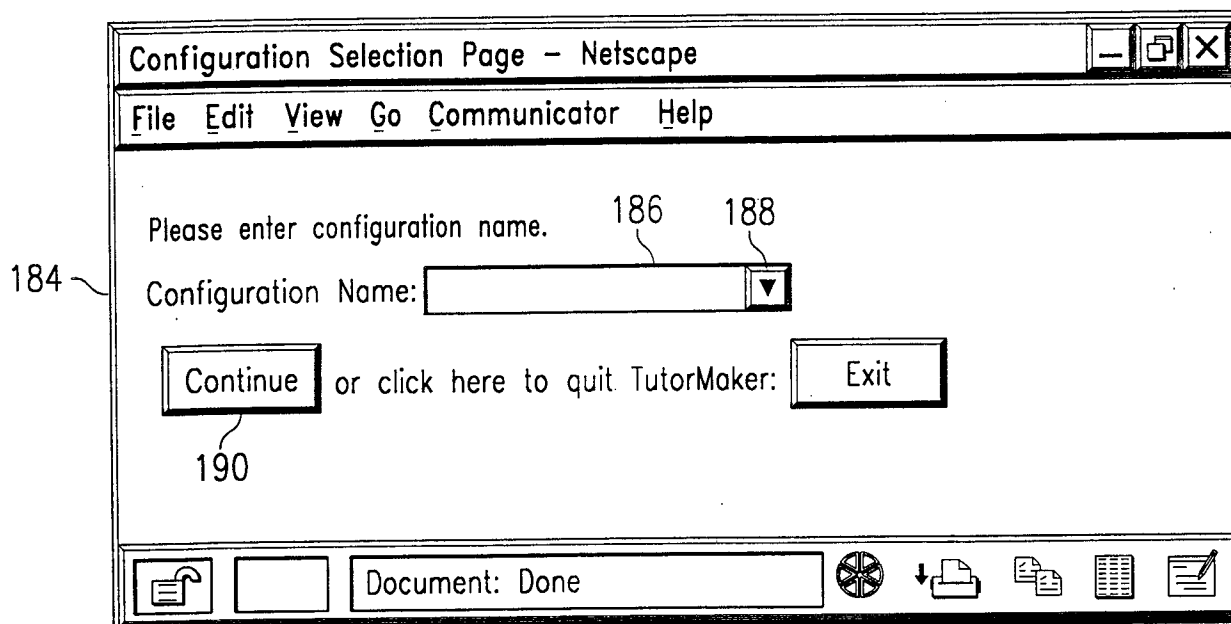 Configuration Selection Page – Netscape
File Edit View Go Communicator Help
Please enter configuration name.
186
188
184
Configuration Name:
Continue or click here to quit TutorMaker: Exit
190
Document: Done